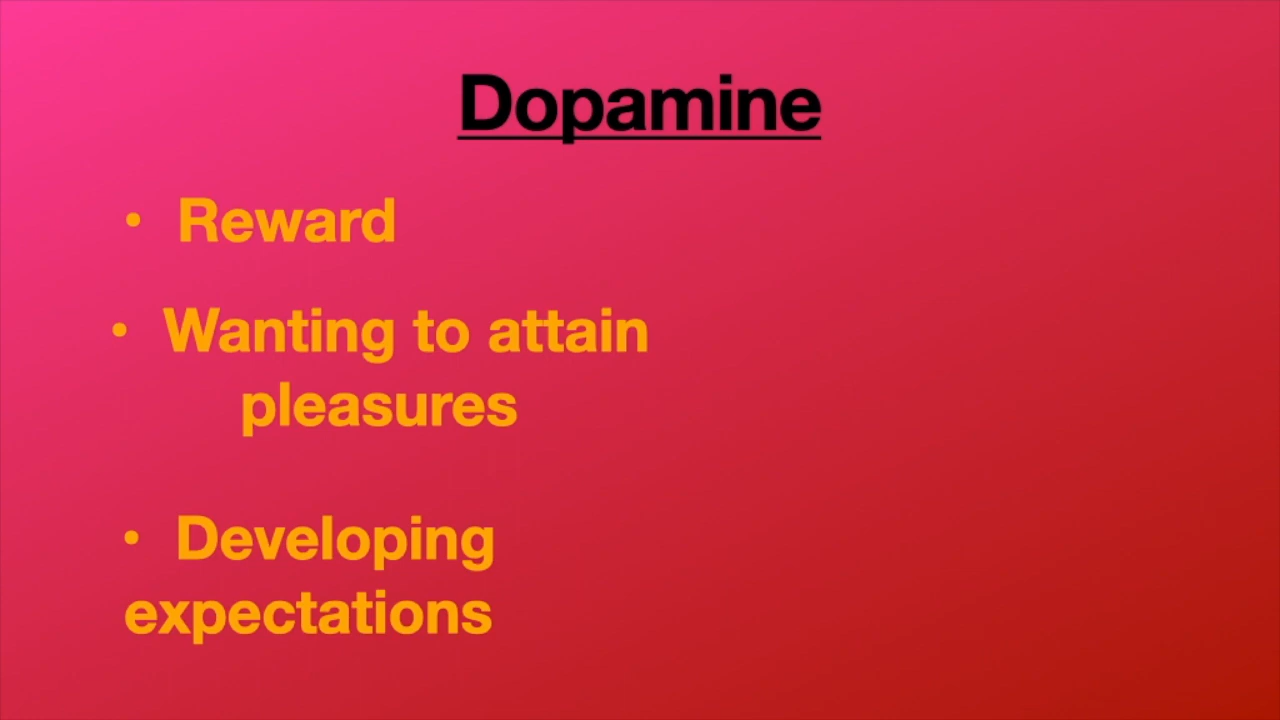 Dopamine
• Reward
• Wanting to attain
pleasures
• Developing
expectations